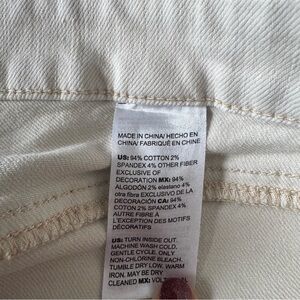 MADE IN CHINA/ HECHO EN
CHINA/ FABRIQUÉ EN CHINE
US: 94% COTTON 2%
SPANDEX 4% OTHER FIBER
EXCLUSIVE OF
DECORATION MX: 94%
ALGODÓN 2% elastano 4%
otra fibra EXCLUSIVO DE LA
DECORACIÓN CA: 94%
COTON 2% SPANDEX 4%
AUTRE FIBRE À
L'EXCEPTION DES MOTIFS
DÉCORATIFS
US: TURN INSIDE OUT.
MACHINE WASH COLD,
GENTLE CYCLE. ONLY
NON-CHLORINE BLEACH.
TUMBLE DRY LOW. WARM
IRON. MAY BE DRY
CLEANED MX: